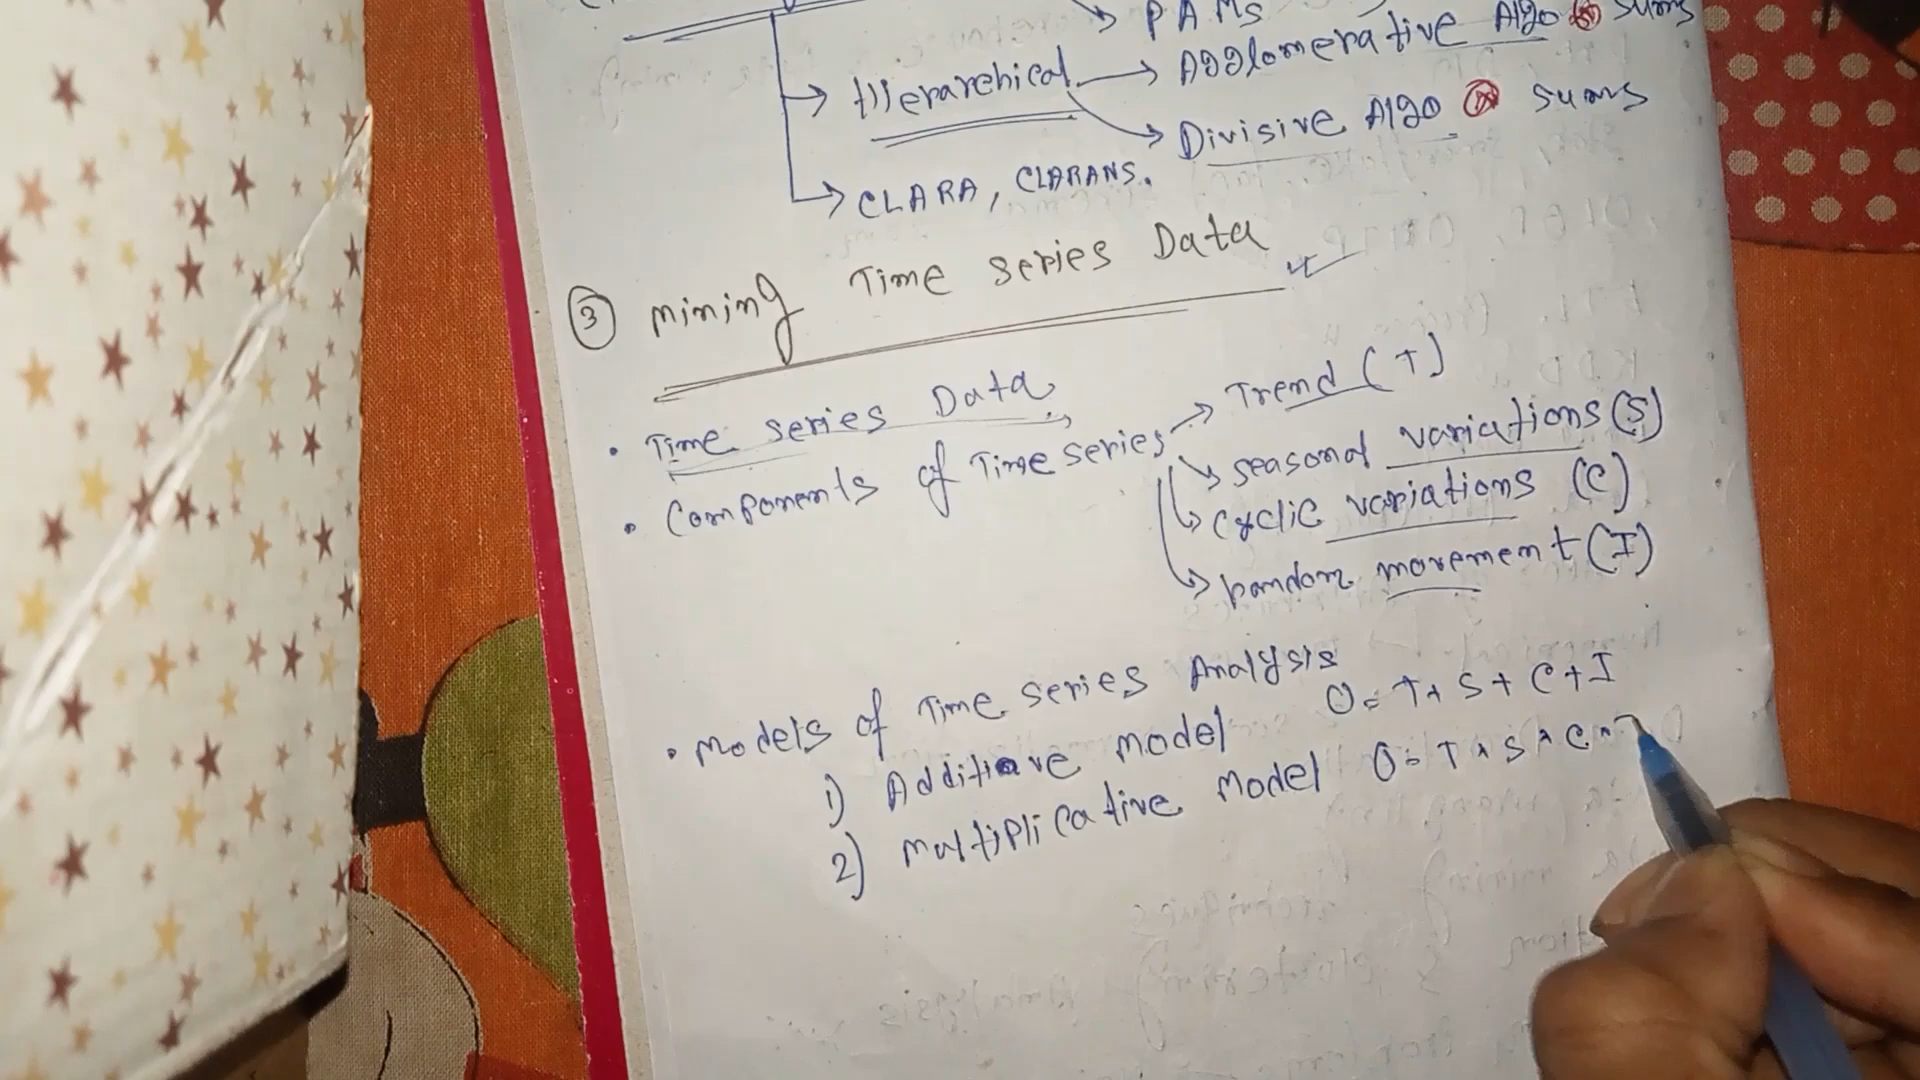 → PAMs
→ Hierarchical → Agglomerative Algo sums
→ Divisive Algo sums
→ CLARA, CLARANS.
③ mining Time series Data
• Time series Data
• Components of Time series → Trend (T)
→ seasonal variations (S)
→ cyclic variations (C)
→ random movement (I)
• Models of Time series Analysis
1) Additive model O = T + S + C + I
2) multiplicative model O = T * S * C * I